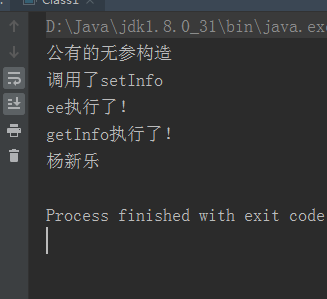 Class1
D:\Java\jdk1.8.0_31\bin\java.exe
公有的无参构造
调用了setInfo
ee执行了！
getInfo执行了！
杨新乐
Process finished with exit code